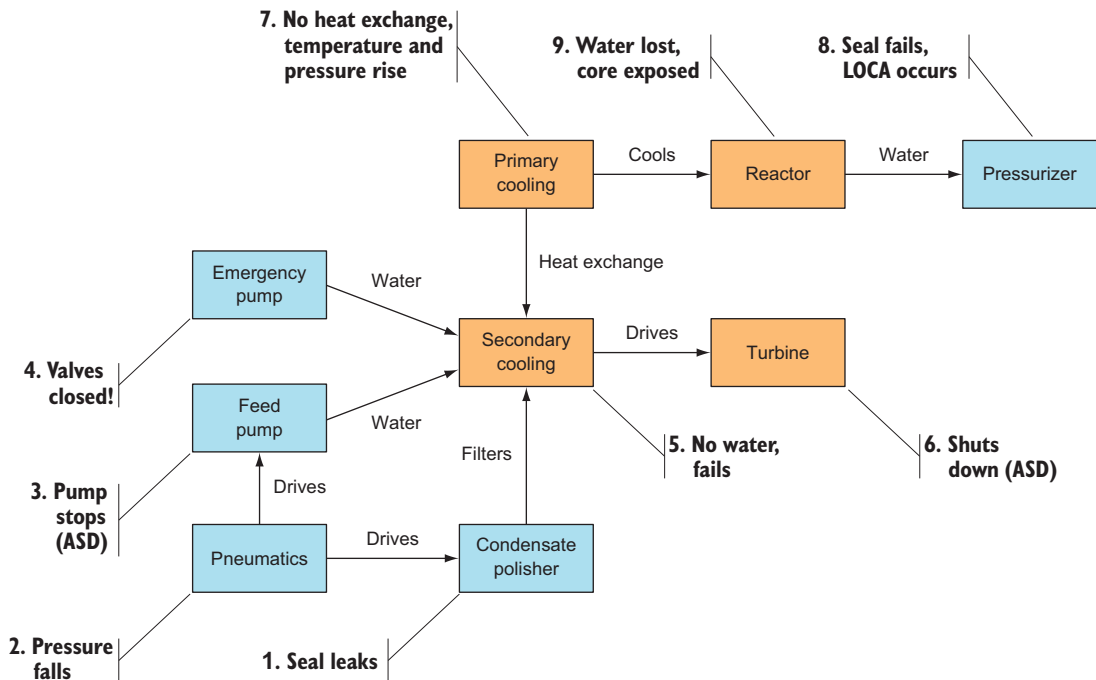 7. No heat exchange,
temperature and
pressure rise
9. Water lost,
core exposed
8. Seal fails,
LOCA occurs
Primary
cooling
Cools
Reactor
Water
Pressurizer
Heat exchange
Emergency
pump
Water
4. Valves
closed!
Secondary
cooling
Drives
Turbine
Feed
pump
Water
Filters
5. No water,
fails
6. Shuts
down (ASD)
3. Pump
stops
(ASD)
Drives
Pneumatics
Drives
Condensate
polisher
2. Pressure
falls
1. Seal leaks